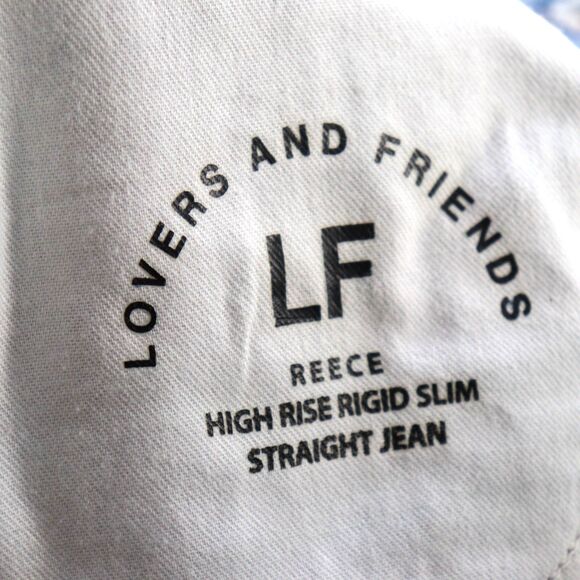 LOVERS AND FRIENDS
LF
REECE
HIGH RISE RIGID SLIM
STRAIGHT JEAN